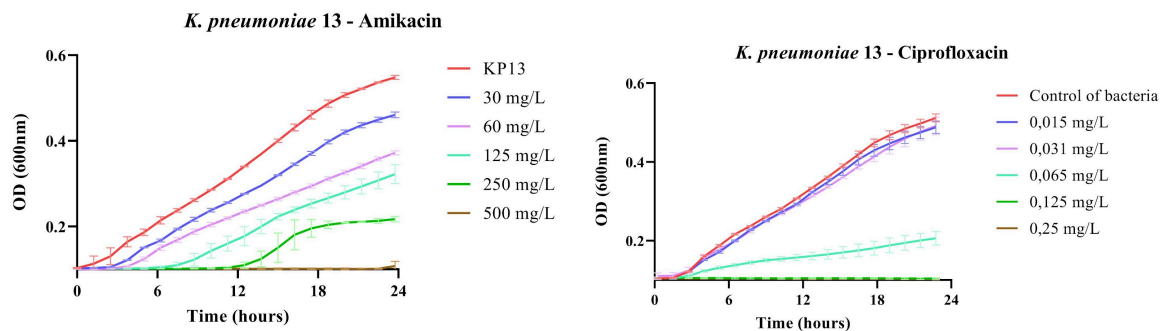 K. pneumoniae 13 - Amikacin
OD (600nm)
0.6
0.4
0.2
0
6
12
18
24
Time (hours)
KP13
30 mg/L
60 mg/L
125 mg/L
250 mg/L
500 mg/L
K. pneumoniae 13 - Ciprofloxacin
OD (600nm)
0.6
0.4
0.2
0
6
12
18
24
Time (hours)
Control of bacteria
0,015 mg/L
0,031 mg/L
0,065 mg/L
0,125 mg/L
0,25 mg/L